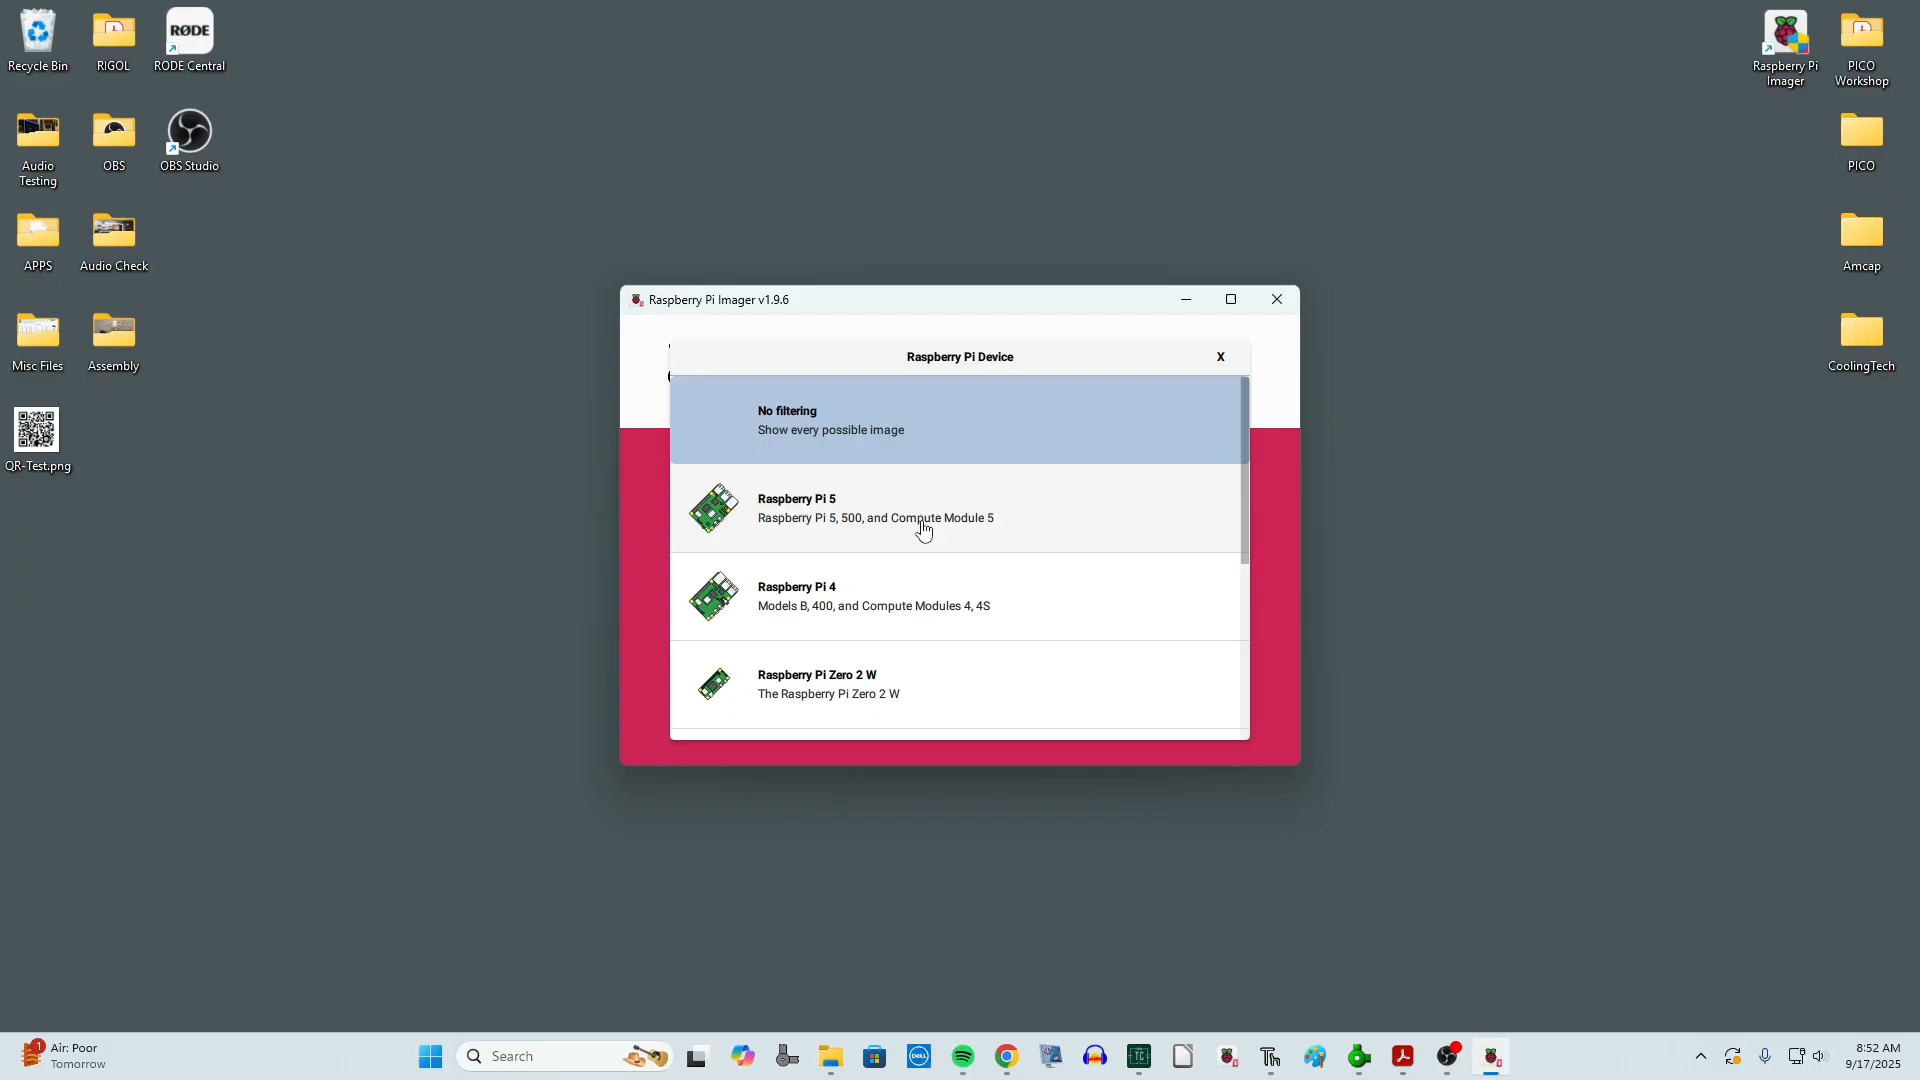 Recycle Bin
RIGOL
RØDE
RODE Central
Audio
Testing
OBS
OBS Studio
APPS
Audio Check
Misc Files
Assembly
QR-Test.png
Raspberry Pi
Imager
PICO
Workshop
PICO
Amcap
CoolingTech
Raspberry Pi Imager v1.9.6
Raspberry Pi Device
X
No filtering
Show every possible image
Raspberry Pi 5
Raspberry Pi 5, 500, and Compute Module 5
Raspberry Pi 4
Models B, 400, and Compute Modules 4, 4S
Raspberry Pi Zero 2 W
The Raspberry Pi Zero 2 W
1
Air: Poor
Tomorrow
Search
DELL
TC
8:52 AM
9/17/2025